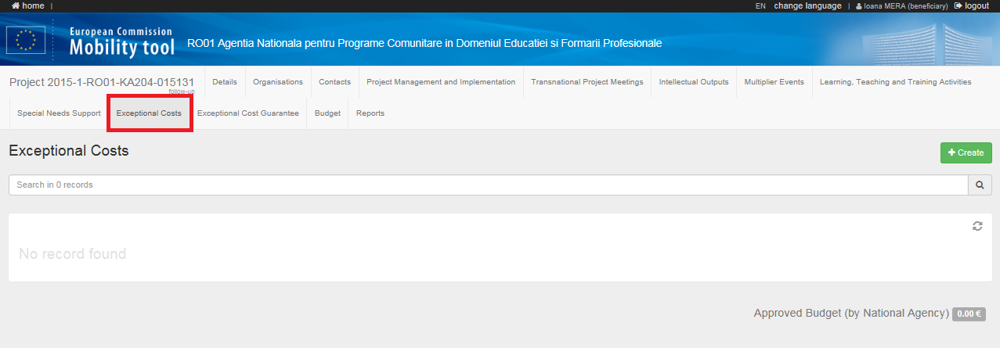 home |
EN change language | Ioana MERA (beneficiary) logout
European Commission
Mobility tool
RO01 Agentia Nationala pentru Programe Comunitare in Domeniul Educatiei si Formarii Profesionale
Project 2015-1-RO01-KA204-015131
follow-up
Details Organisations Contacts Project Management and Implementation Transnational Project Meetings Intellectual Outputs Multiplier Events Learning, Teaching and Training Activities
Special Needs Support Exceptional Costs Exceptional Cost Guarantee Budget Reports
Exceptional Costs
+ Create
Search in 0 records
No record found
Approved Budget (by National Agency) 0.00 €